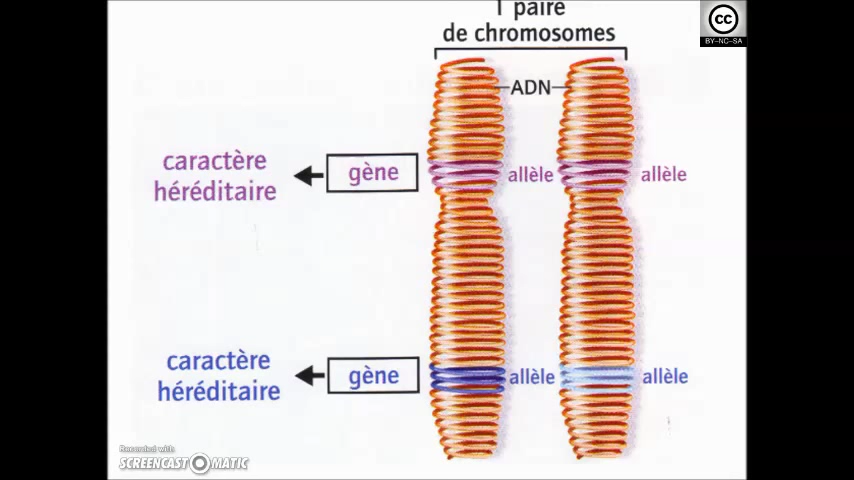 1 paire
de chromosomes
CC
BY-NC-SA
ADN
caractère
héréditaire
gène
allèle
allèle
caractère
héréditaire
gène
allèle
allèle
Recorded with
SCREENCAST-O-MATIC